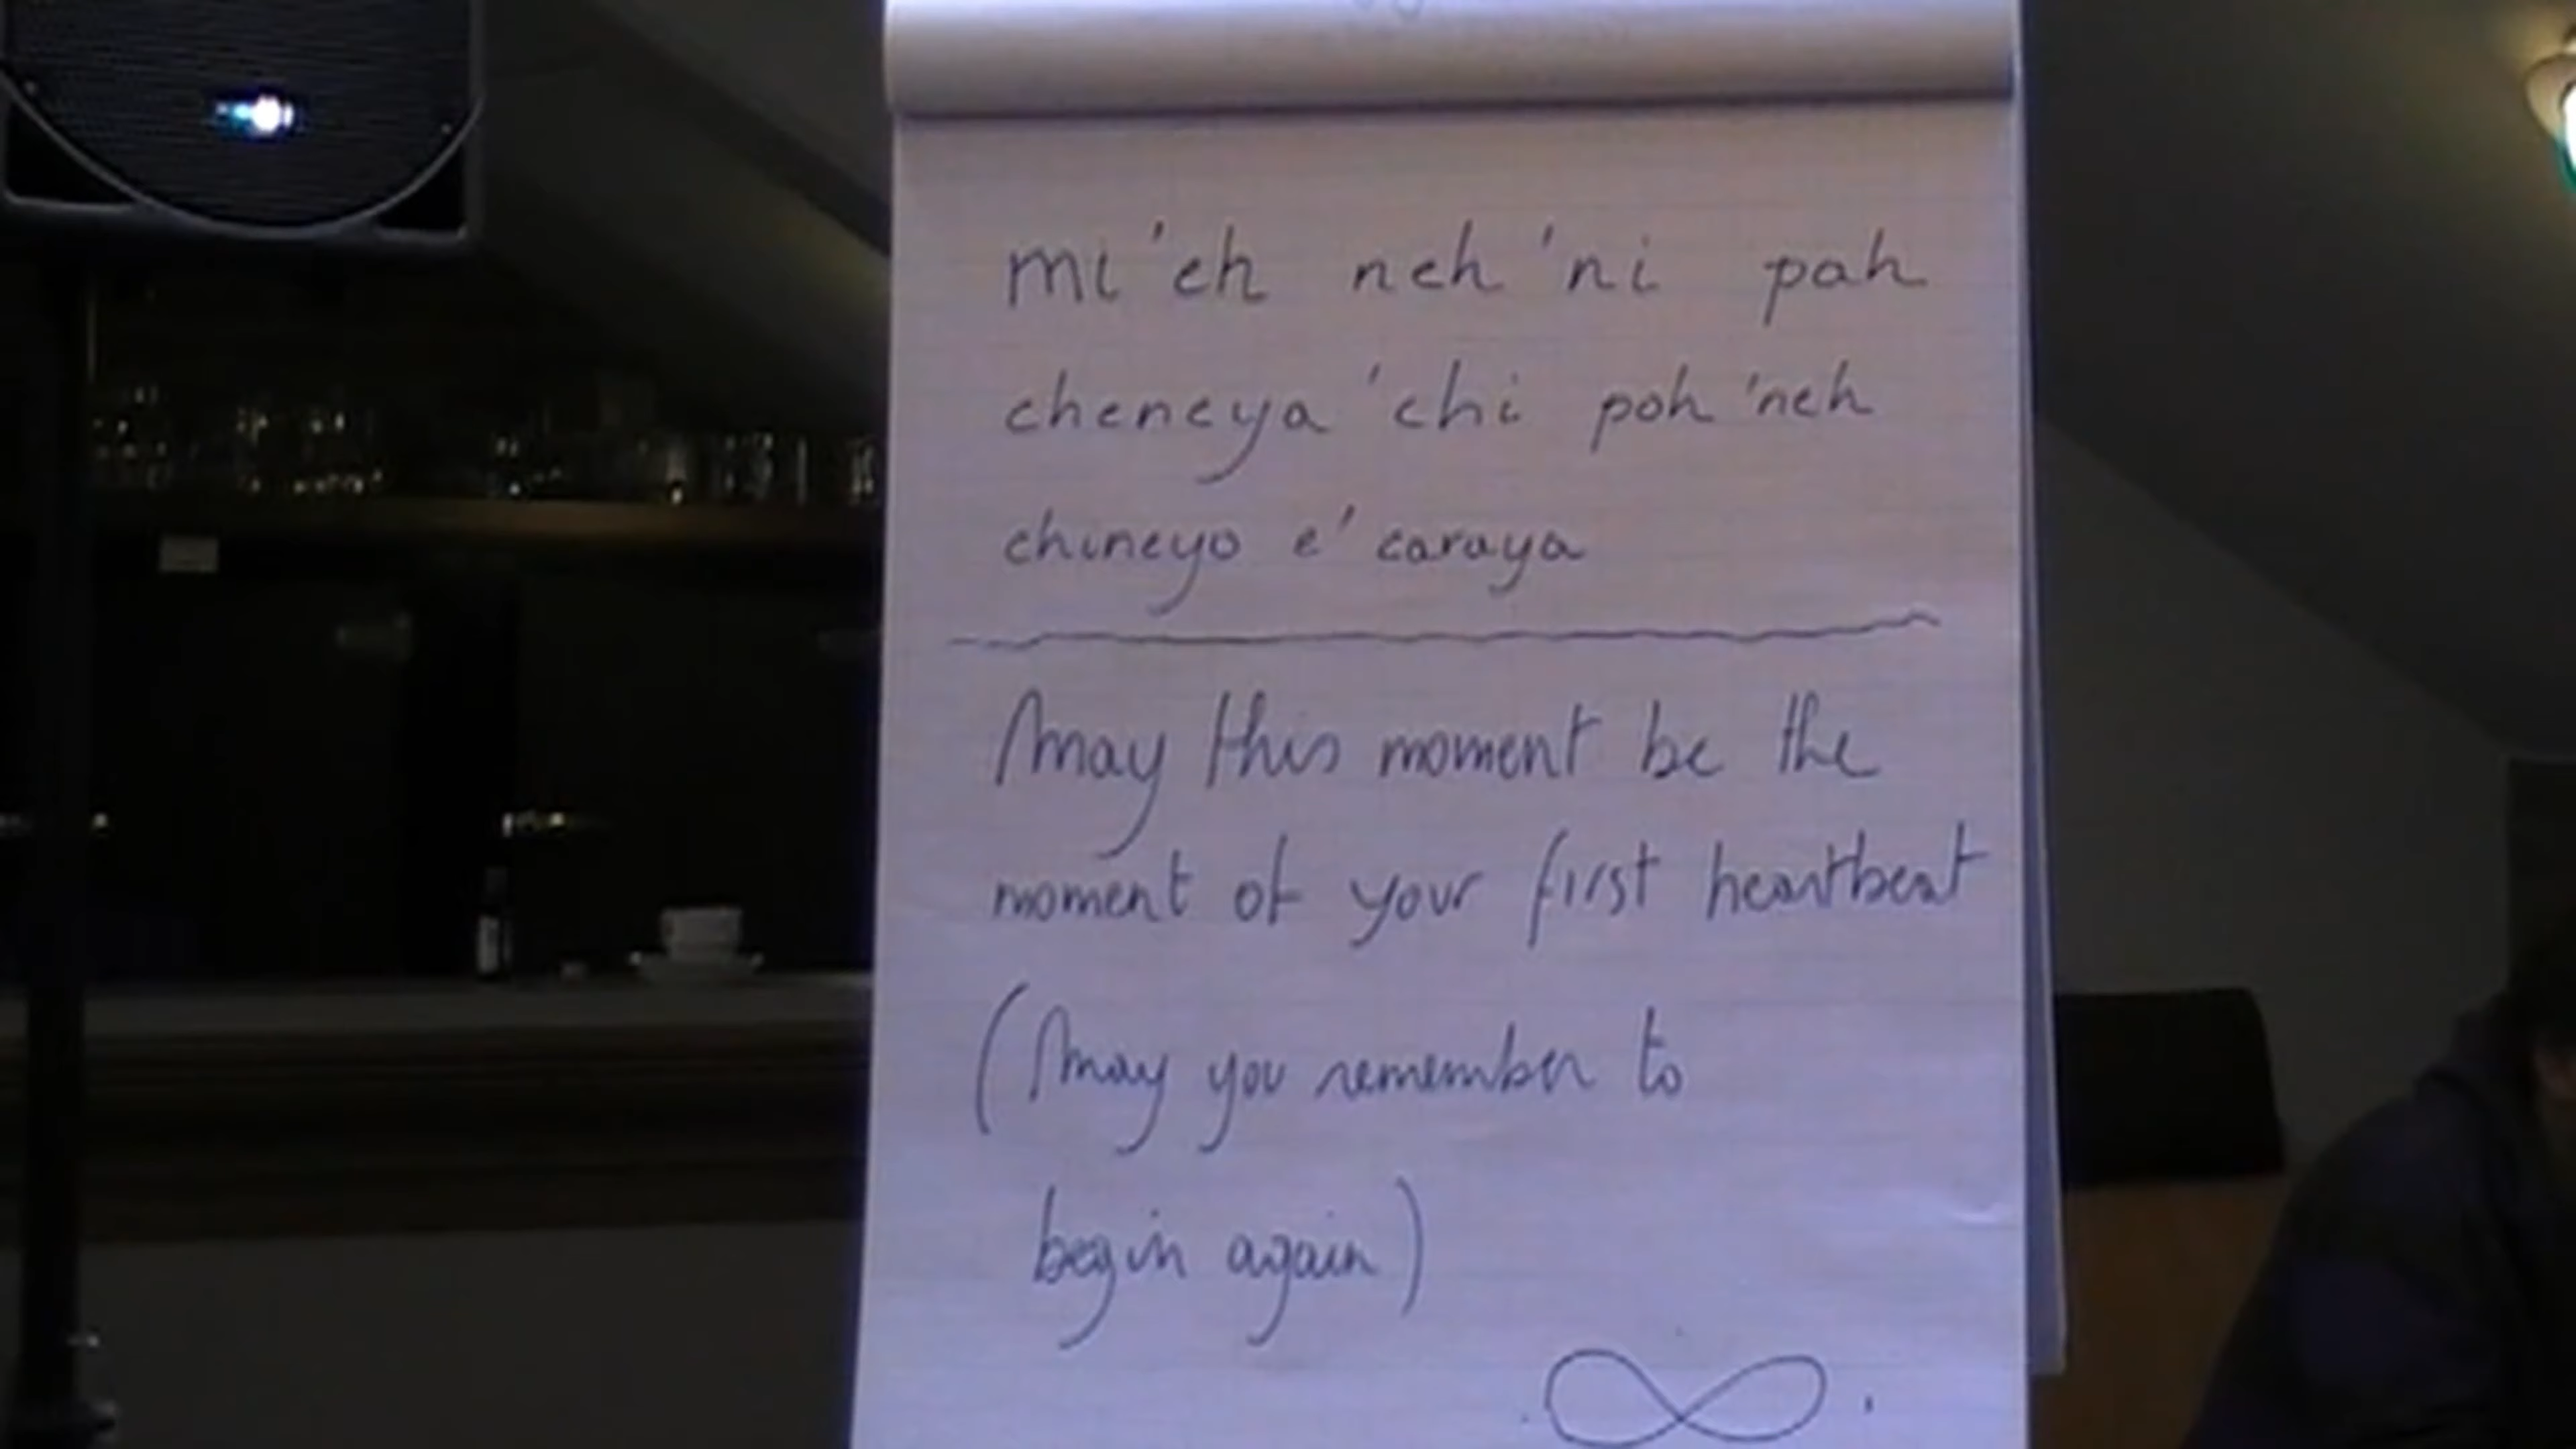 mi'eh neh'ni pah
cheneya'chi poh'neh
chineyo e'caraya
May this moment be the
moment of your first heartbeat
(May you remember to
begin again)
∞